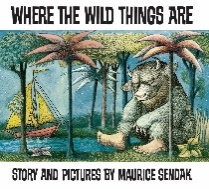 WHERE THE WILD THINGS ARE
STORY AND PICTURES BY MAURICE SENDAK